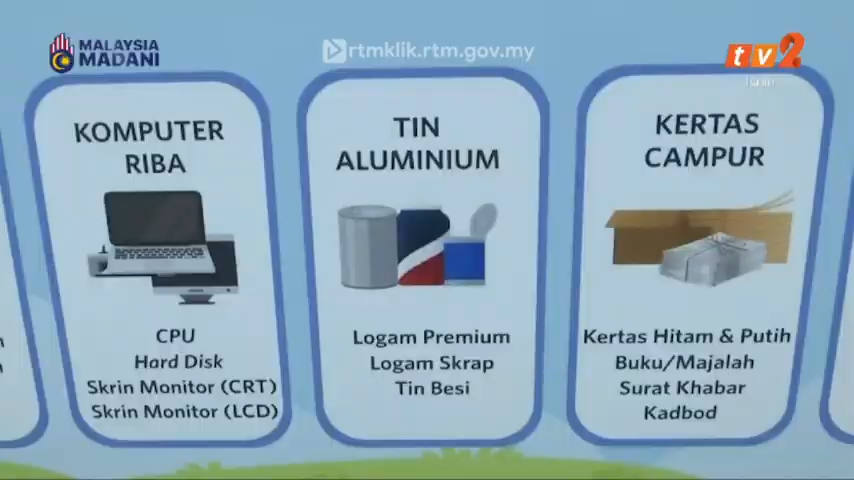 MALAYSIA
MADANI
rtmklik.rtm.gov.my
tv2
KOMPUTER
RIBA
CPU
Hard Disk
Skrin Monitor (CRT)
Skrin Monitor (LCD)
TIN
ALUMINIUM
Logam Premium
Logam Skrap
Tin Besi
KERTAS
CAMPUR
Kertas Hitam & Putih
Buku/Majalah
Surat Khabar
Kadbod